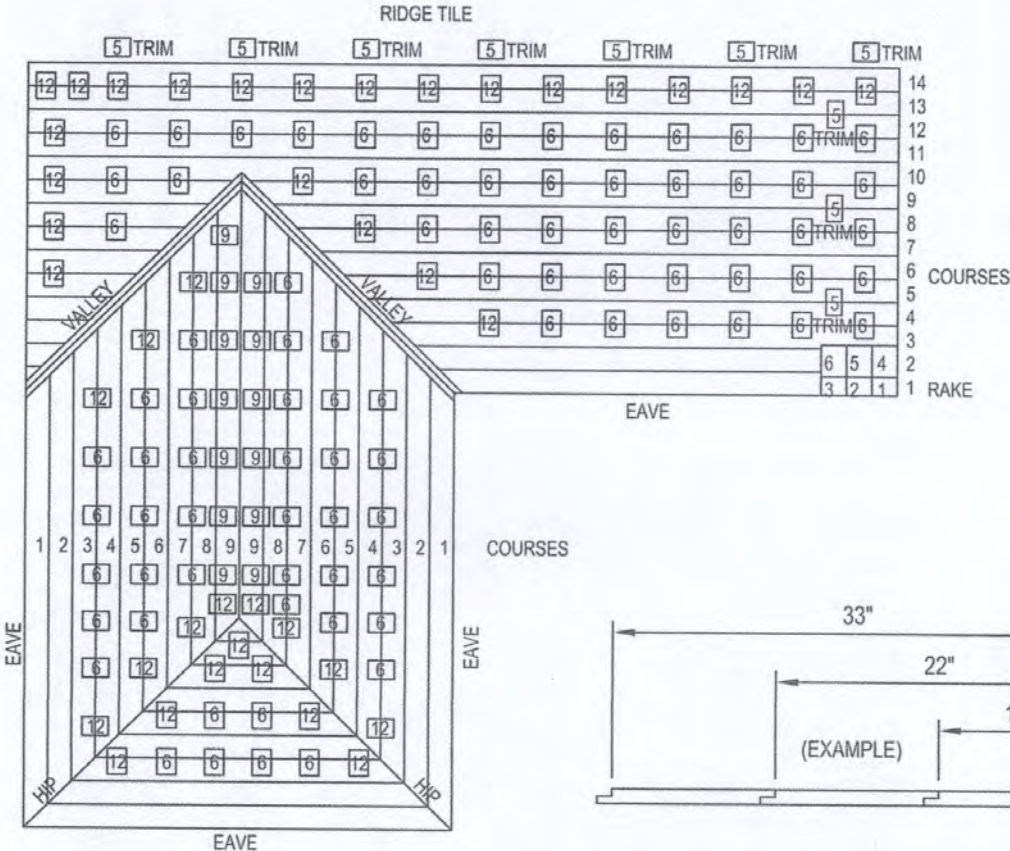 RIDGE TILE
5 TRIM 5 TRIM 5 TRIM 5 TRIM 5 TRIM 5 TRIM 5 TRIM
12 12 12 12 12 12 12 12 12 12 12 12 12 12 12 14
13
5
12 6 6 6 6 6 6 6 6 6 6 6 6 TRIM 6 12
11
12 6 6 12 6 6 6 6 6 6 6 6 6 10
9
5
12 6 12 6 6 6 6 6 6 6 TRIM 6 8
7
12 12 6 6 6 6 6 6 6 6 COURSES
5
5
12 6 6 6 6 6 TRIM 6 4
3
6 5 4 2
3 2 1 1 RAKE
EAVE
VALLEY
VALLEY
9
12 9 9 6
12 6 9 9 6 6
12 6 6 9 9 6 6 6
6 6 6 9 9 6 6 6
6 6 6 9 9 6 6 6
1 2 3 4 5 6 7 8 9 9 8 7 6 5 4 3 2 1 COURSES
6 6 6 9 9 6 6 6
12 12 6
6 6 12 12 6 6
12
6 12 12 12 12 6
12 12 6 6 12 12
12 6 6 6 6 12
EAVE
EAVE
HIP
HIP
EAVE
33"
22"
1
(EXAMPLE)